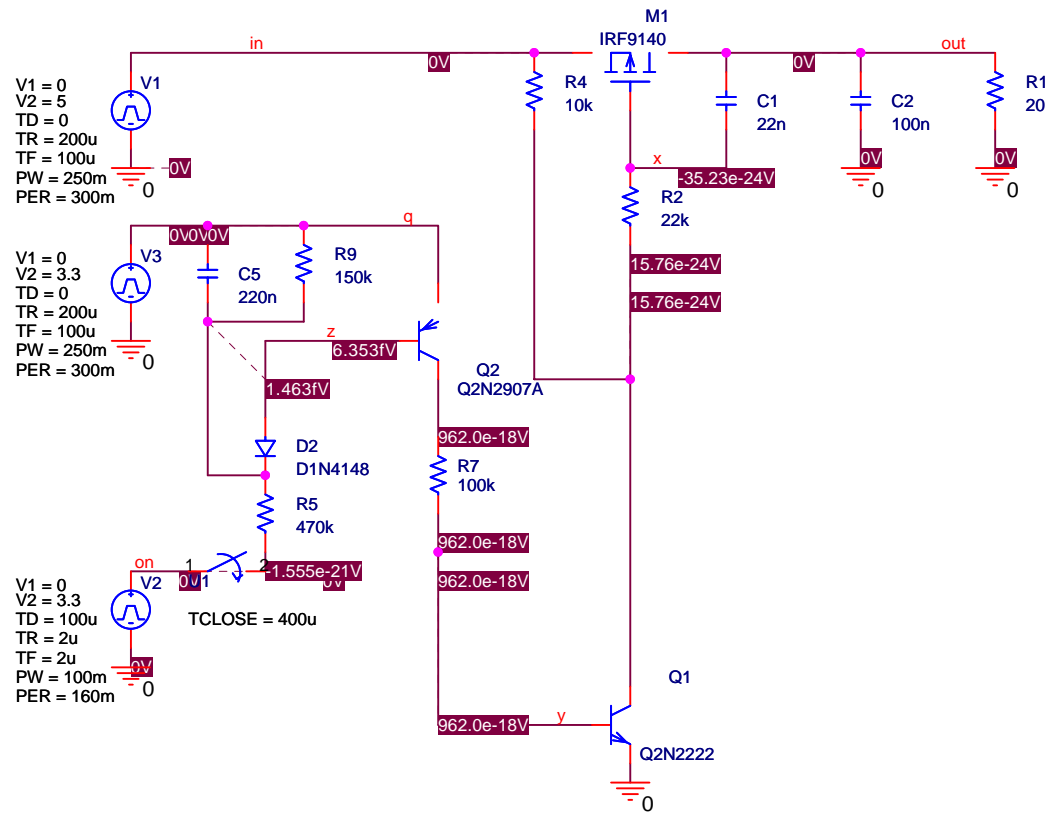 M1
IRF9140
in
out
0V
0V
V1
R4
10k
C1
22n
C2
100n
R1
20
V1 = 0
V2 = 5
TD = 0
TR = 200u
TF = 100u
PW = 250m
PER = 300m
0V
0
x
-35.23e-24V
0V
0
0V
0
R2
22k
q
0V0V0V
V3
V1 = 0
V2 = 3.3
TD = 0
TR = 200u
TF = 100u
PW = 250m
PER = 300m
0
C5
220n
R9
150k
15.76e-24V
15.76e-24V
z
6.353fV
Q2
Q2N2907A
1.463fV
962.0e-18V
D2
D1N4148
R7
100k
R5
470k
962.0e-18V
962.0e-18V
on
1
2
0V
U1
-1.555e-21V
0V
TCLOSE = 400u
V2
V1 = 0
V2 = 3.3
TD = 100u
TR = 2u
TF = 2u
PW = 100m
PER = 160m
0V
0
Q1
962.0e-18V
y
Q2N2222
0